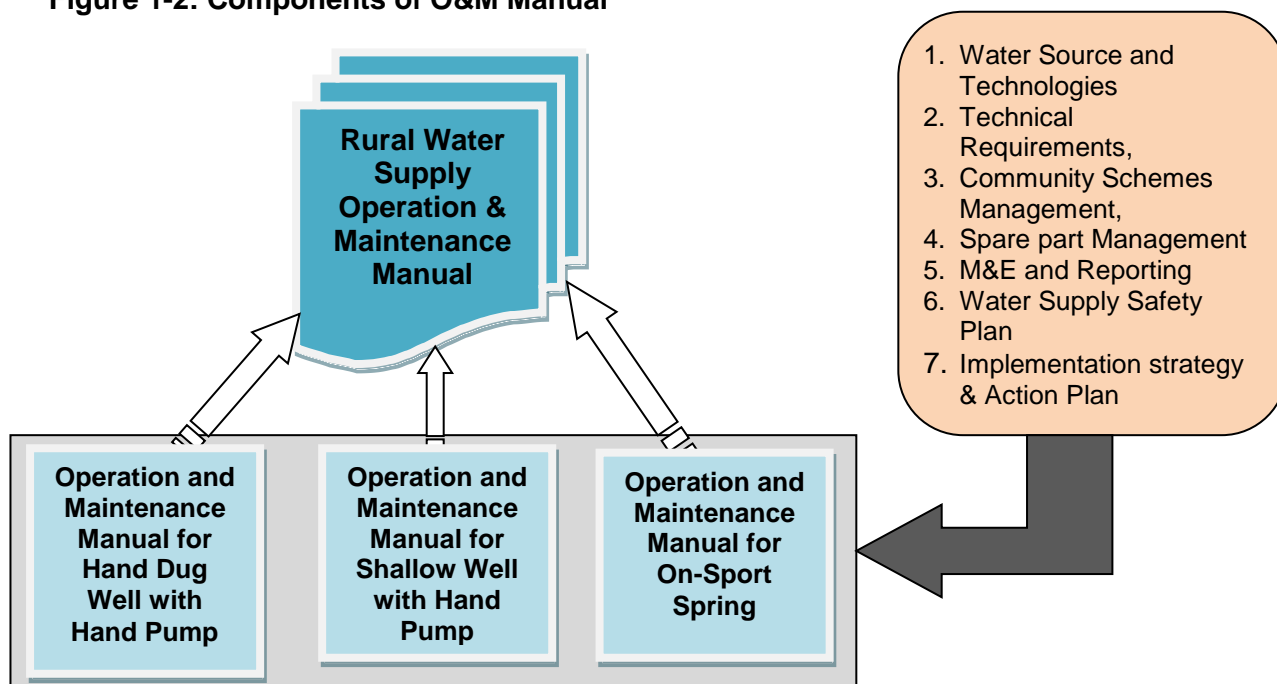 Figure 1-2: Components of O&M Manual
Rural Water
Supply
Operation &
Maintenance
Manual
1. Water Source and
Technologies
2. Technical
Requirements,
3. Community Schemes
Management,
4. Spare part Management
5. M&E and Reporting
6. Water Supply Safety
Plan
7. Implementation strategy
& Action Plan
Operation and
Maintenance
Manual for
Hand Dug
Well with
Hand Pump
Operation and
Maintenance
Manual for
Shallow Well
with Hand
Pump
Operation and
Maintenance
Manual for
On-Sport
Spring